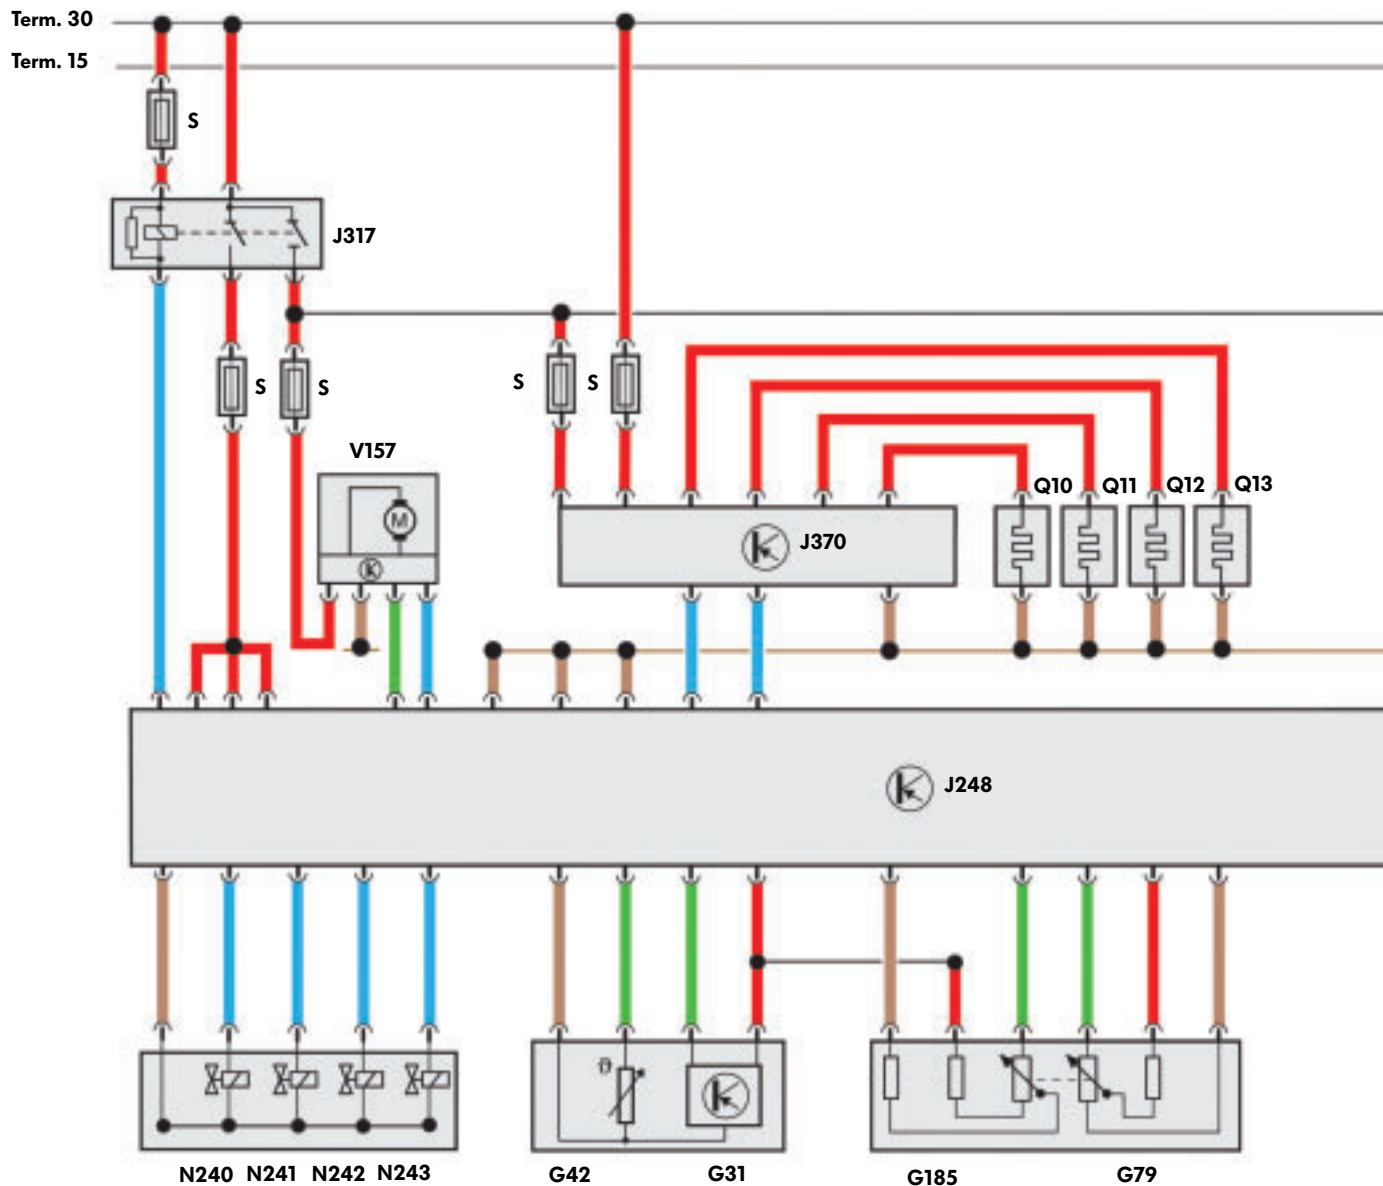 Term. 30
Term. 15
S
J317
S S S S
V157
Q10 Q11 Q12 Q13
M
J370
J248
ϑ
N240 N241 N242 N243 G42 G31 G185 G79